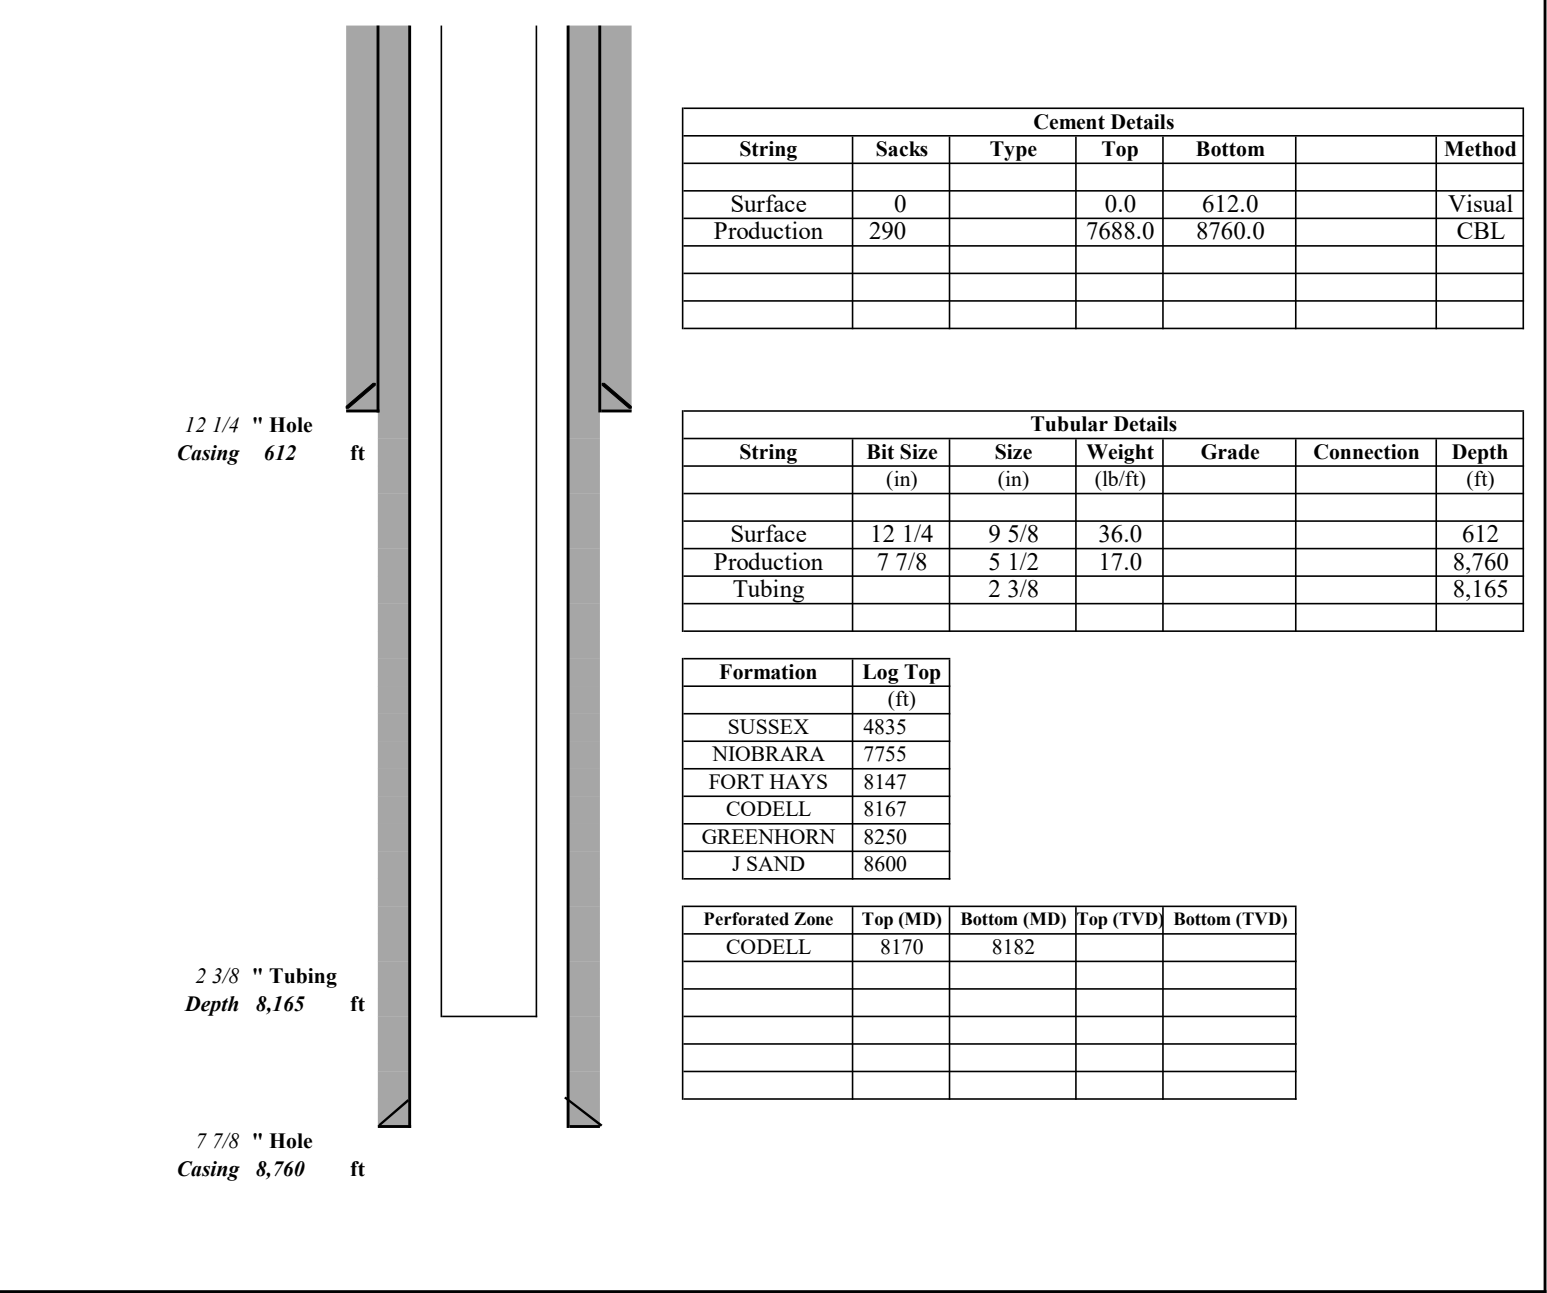 Cement Details
String Sacks Type Top Bottom Method
Surface 0 0.0 612.0 Visual
Production 290 7688.0 8760.0 CBL
12 1/4 " Hole
Casing 612 ft
Tubular Details
String Bit Size Size Weight Grade Connection Depth
(in) (in) (lb/ft) (ft)
Surface 12 1/4 9 5/8 36.0 612
Production 7 7/8 5 1/2 17.0 8,760
Tubing 2 3/8 8,165
Formation Log Top
(ft)
SUSSEX 4835
NIOBRARA 7755
FORT HAYS 8147
CODELL 8167
GREENHORN 8250
J SAND 8600
Perforated Zone Top (MD) Bottom (MD) Top (TVD) Bottom (TVD)
CODELL 8170 8182
2 3/8 " Tubing
Depth 8,165 ft
7 7/8 " Hole
Casing 8,760 ft